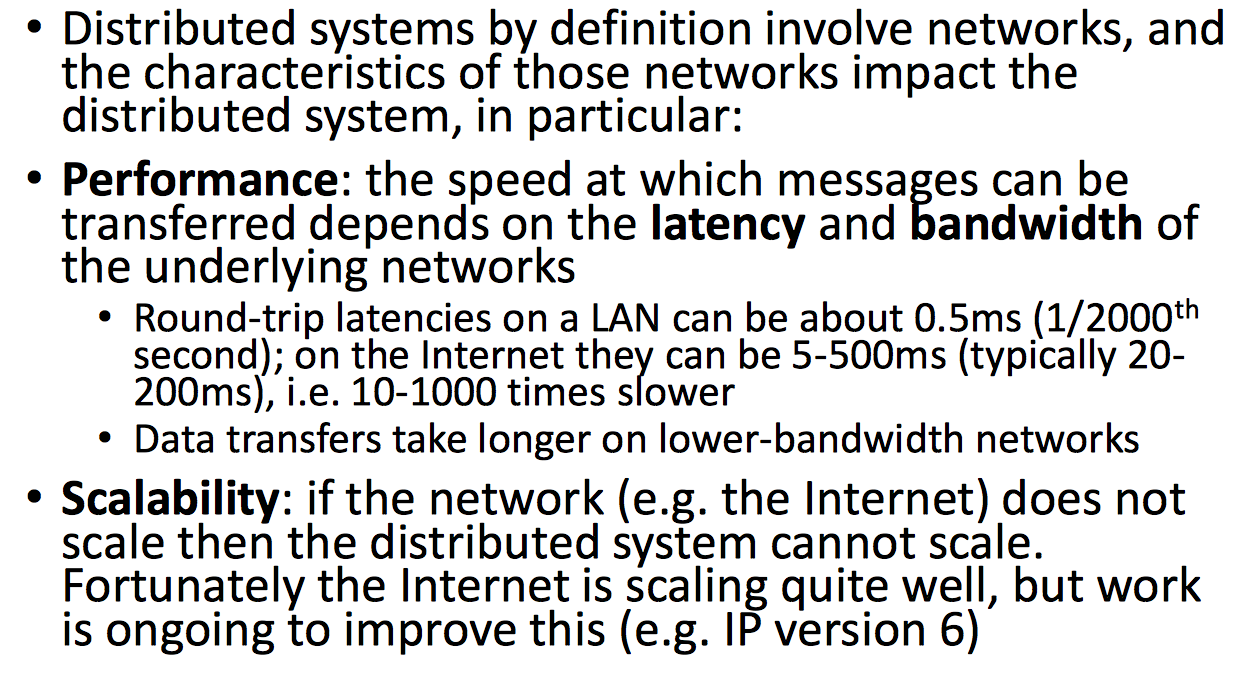 • Distributed systems by definition involve networks, and
the characteristics of those networks impact the
distributed system, in particular:
• Performance: the speed at which messages can be
transferred depends on the latency and bandwidth of
the underlying networks
• Round-trip latencies on a LAN can be about 0.5ms (1/2000th
second); on the Internet they can be 5-500ms (typically 20-
200ms), i.e. 10-1000 times slower
• Data transfers take longer on lower-bandwidth networks
• Scalability: if the network (e.g. the Internet) does not
scale then the distributed system cannot scale.
Fortunately the Internet is scaling quite well, but work
is ongoing to improve this (e.g. IP version 6)